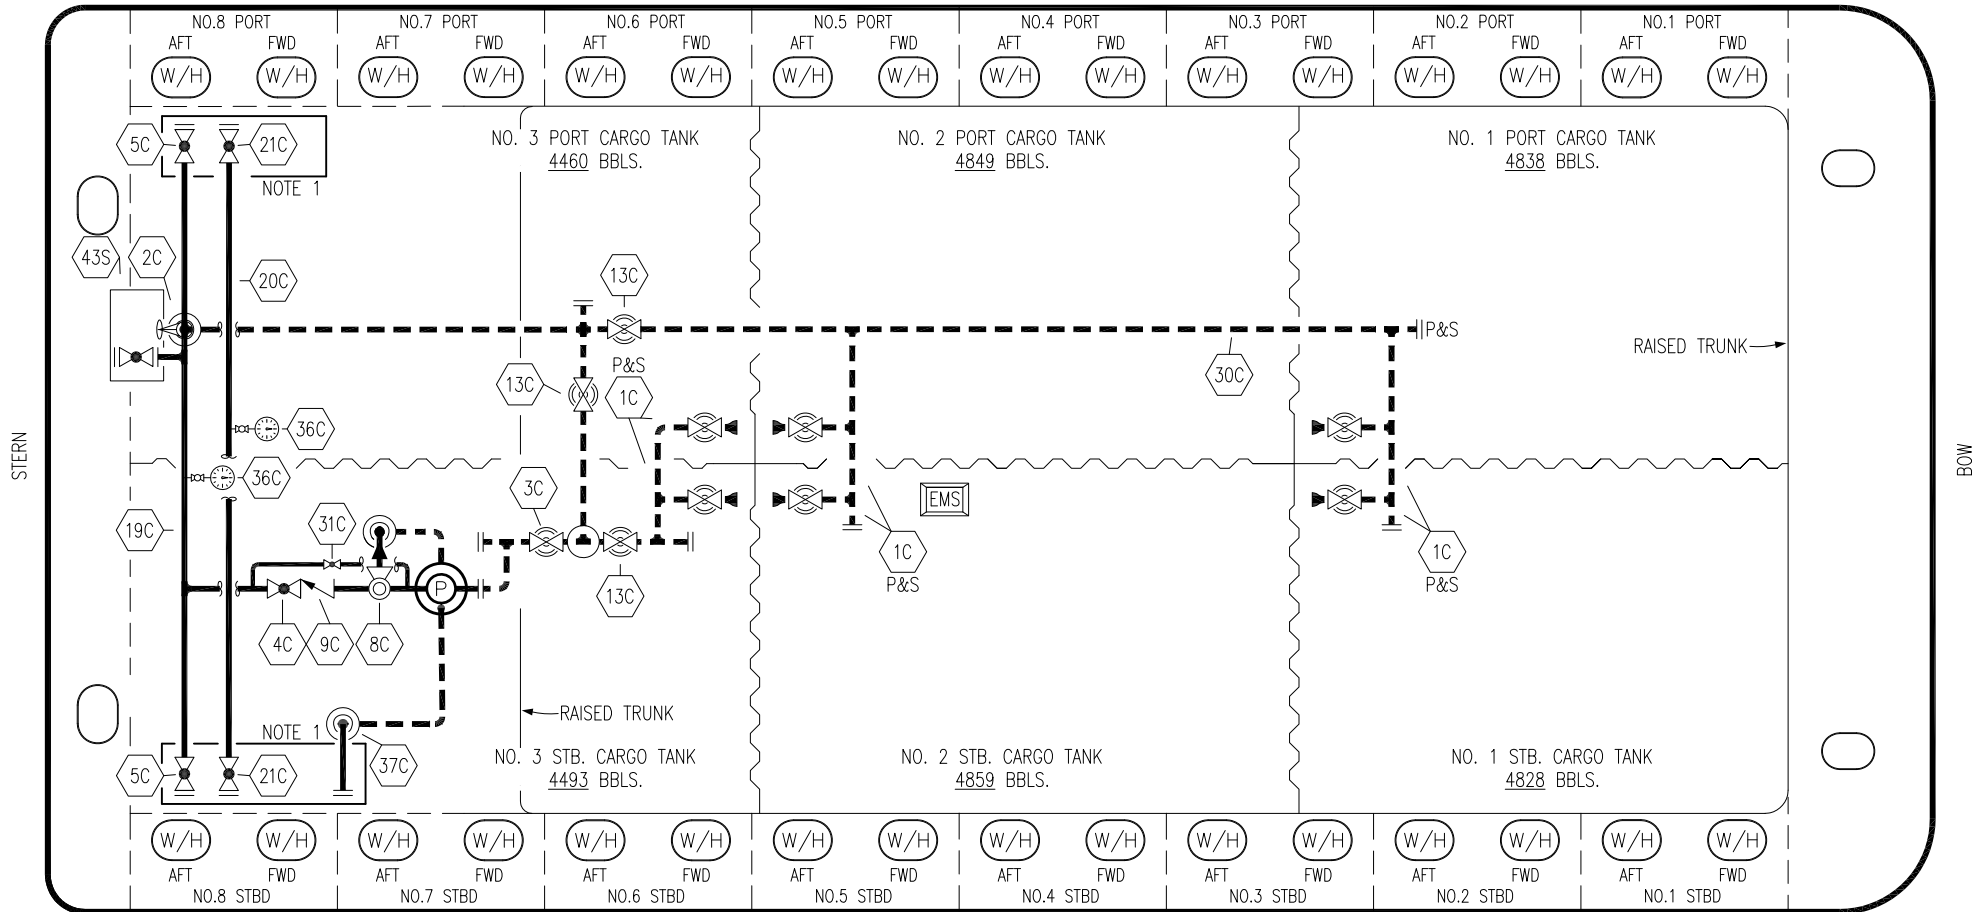 NO.8 PORT NO.7 PORT NO.6 PORT NO.5 PORT NO.4 PORT NO.3 PORT NO.2 PORT NO.1 PORT
AFT FWD AFT FWD AFT FWD AFT FWD AFT FWD AFT FWD AFT FWD AFT FWD
W/H W/H W/H W/H W/H W/H W/H W/H W/H W/H W/H W/H W/H W/H W/H W/H
5C 21C
NOTE 1
NO. 3 PORT CARGO TANK
4460 BBLS.
NO. 2 PORT CARGO TANK
4849 BBLS.
NO. 1 PORT CARGO TANK
4838 BBLS.
43S 2C 20C 13C
P&S
RAISED TRUNK
13C
P&S
1C
30C
36C
36C
STERN
BOW
3C
EMS
19C
31C
1C
P&S
1C
P&S
P
13C
4C 9C 8C
RAISED TRUNK
NOTE 1
37C
5C 21C
NO. 3 STB. CARGO TANK
4493 BBLS.
NO. 2 STB. CARGO TANK
4859 BBLS.
NO. 1 STB. CARGO TANK
4828 BBLS.
W/H W/H W/H W/H W/H W/H W/H W/H W/H W/H W/H W/H W/H W/H W/H W/H
AFT FWD AFT FWD AFT FWD AFT FWD AFT FWD AFT FWD AFT FWD AFT FWD
NO.8 STBD NO.7 STBD NO.6 STBD NO.5 STBD NO.4 STBD NO.3 STBD NO.2 STBD NO.1 STBD